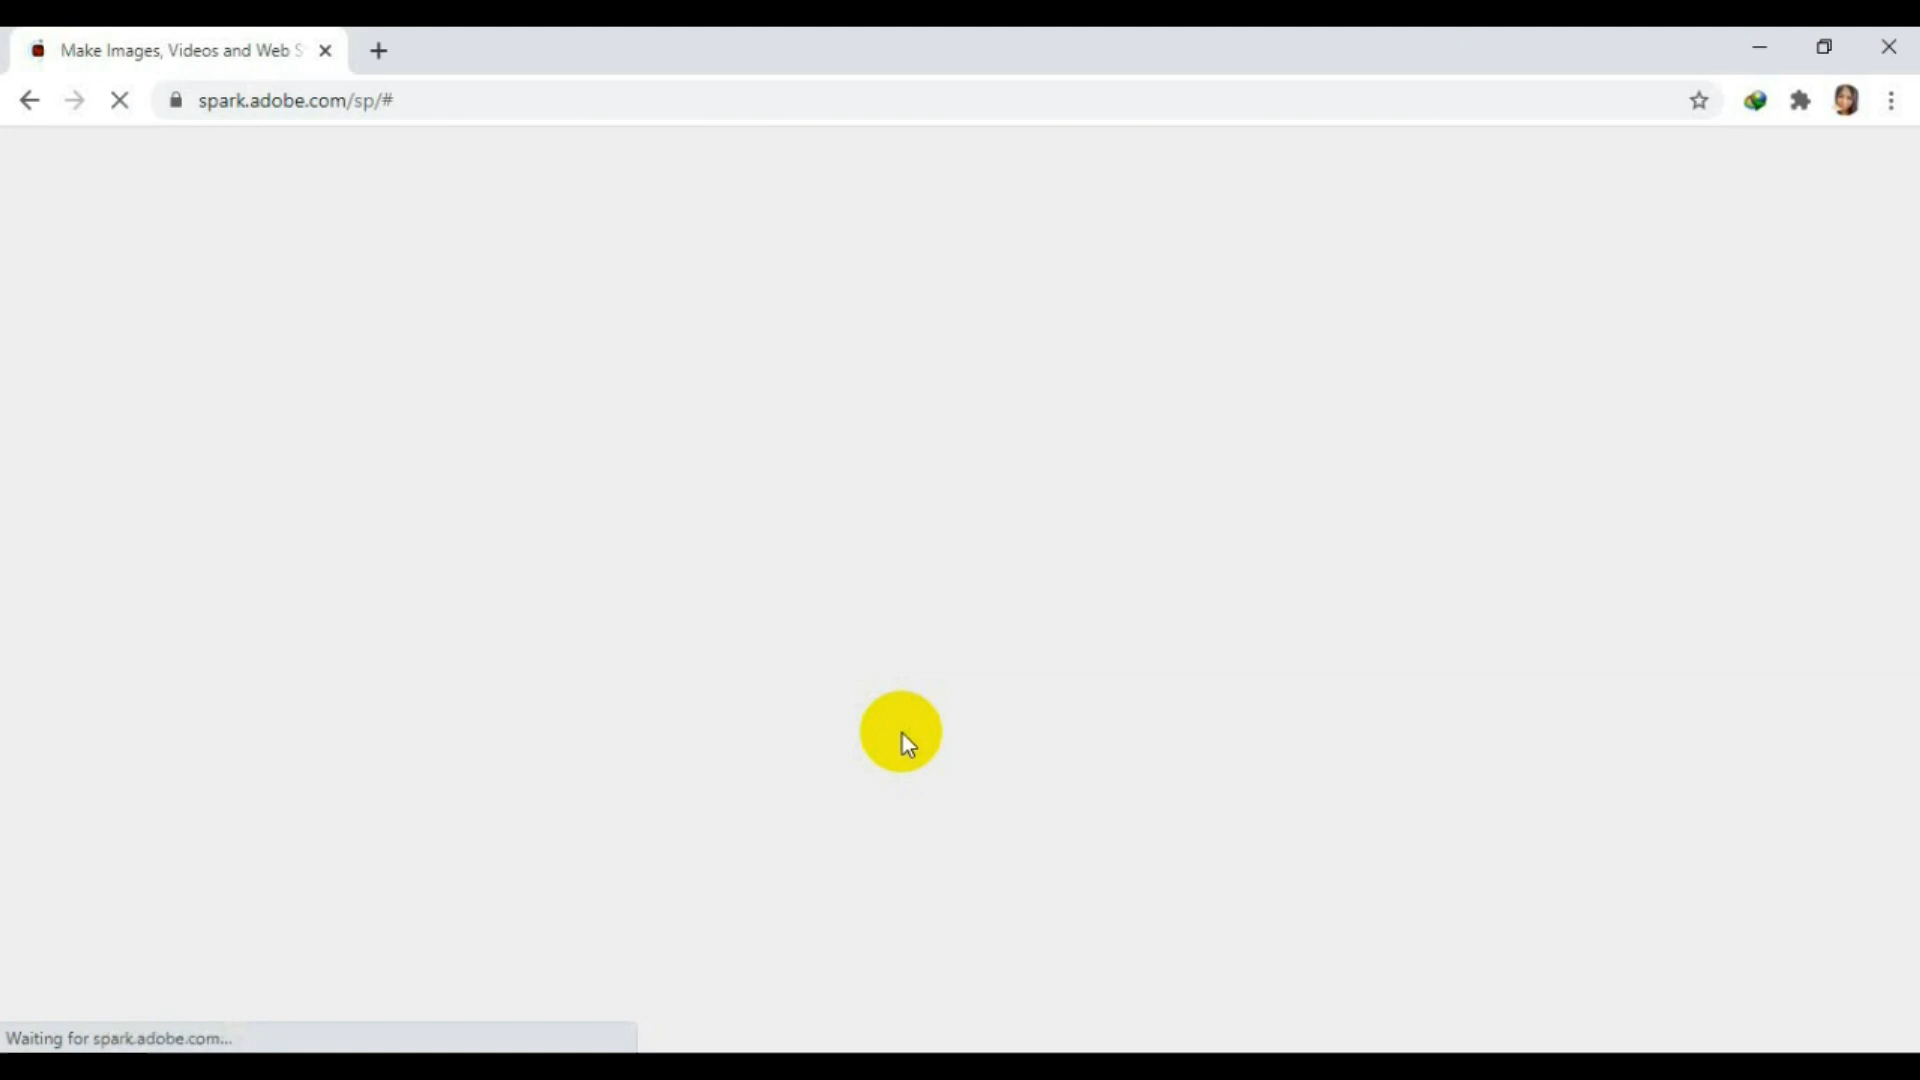 Make Images, Videos and Web S
spark.adobe.com/sp/#
Waiting for spark.adobe.com...